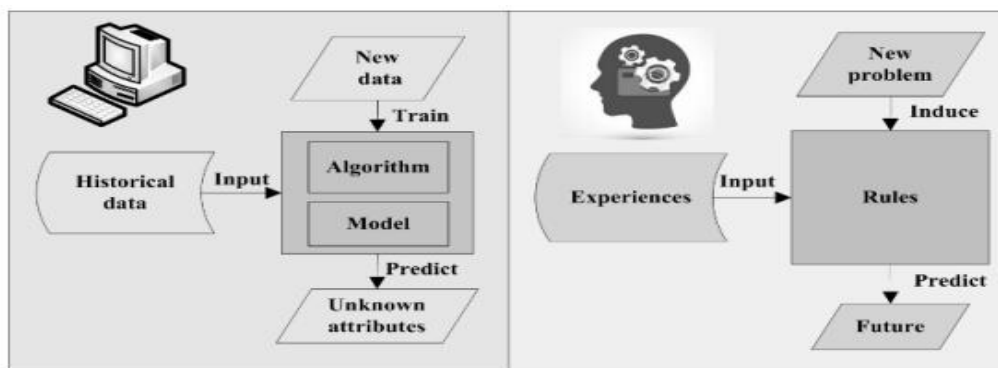 New
data
Train
Historical
data
Input
Algorithm
Model
Predict
Unknown
attributes
New
problem
Induce
Experiences
Input
Rules
Predict
Future